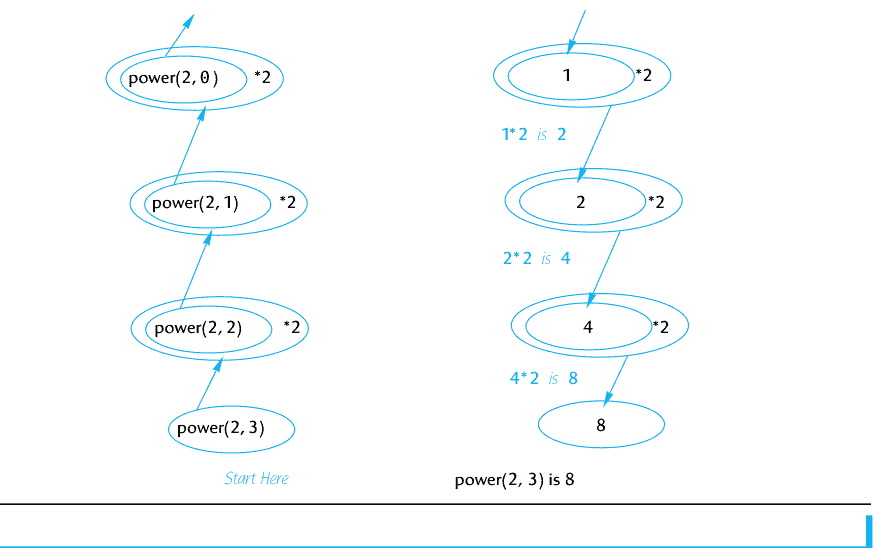 power(2, 0) *2
1 *2
1*2 is 2
power(2, 1) *2
2 *2
2*2 is 4
power(2, 2) *2
4 *2
4*2 is 8
power(2, 3)
8
Start Here
power(2, 3) is 8